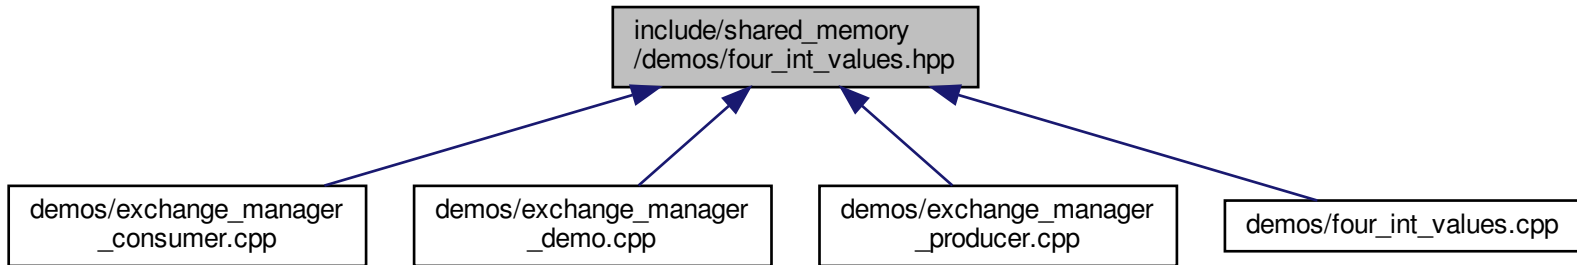 include/shared_memory
/demos/four_int_values.hpp
demos/exchange_manager
_consumer.cpp
demos/exchange_manager
_demo.cpp
demos/exchange_manager
_producer.cpp
demos/four_int_values.cpp